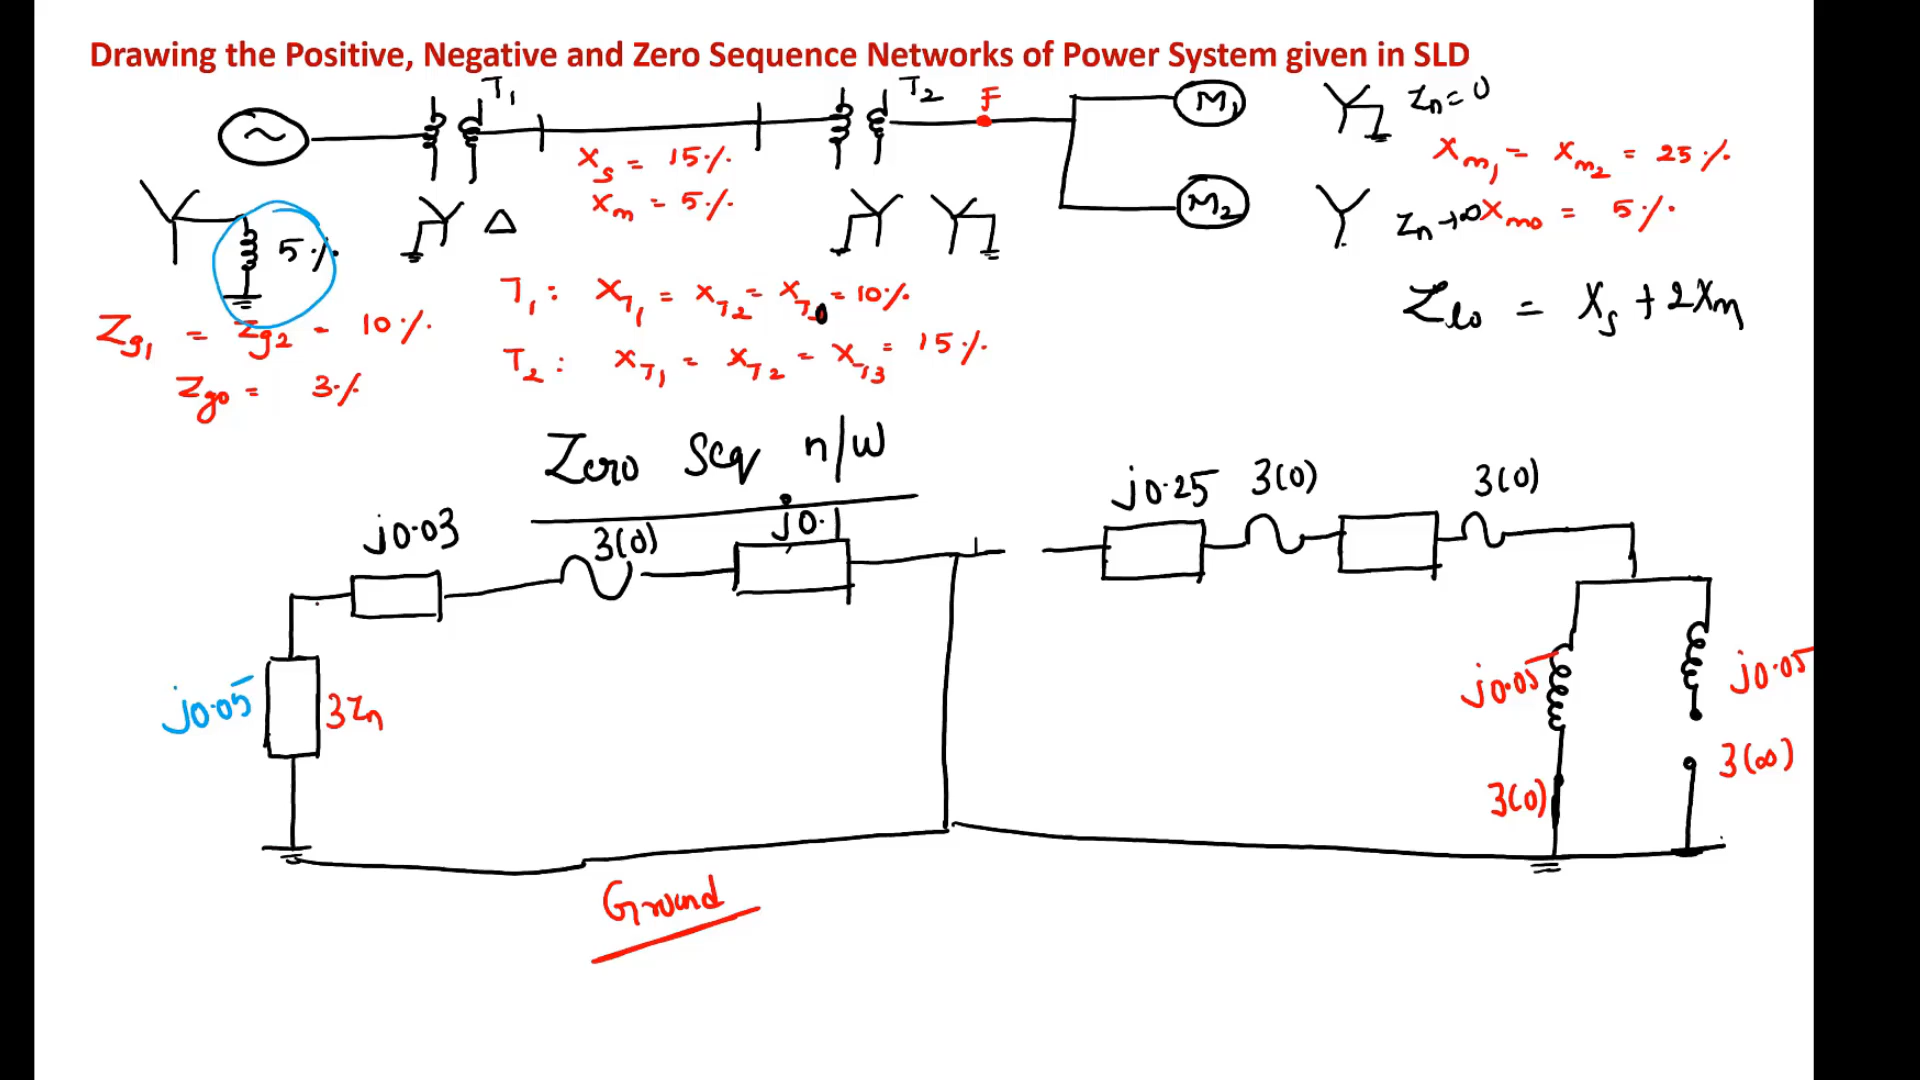 Drawing the Positive, Negative and Zero Sequence Networks of Power System given in SLD
T1
T2
F
M1
Zn = 0
Xs = 15%
Xm1 = Xm2 = 25%
Xm = 5%
M2
Zn→∞ Xm0 = 5%
5%
Δ
T1: XT1 = XT2 = XT0 = 10%
Zl0 = Xs + 2Xm
Zg1 = Zg2 = 10%
T2: XT1 = XT2 = XT3 = 15%
Zg0 = 3%
Zero Seq n/w
j0.03
3(0)
j0.1
j0.25
3(0)
3(0)
j0.05
3Zn
j0.05
j0.05
3(0)
3(∞)
Ground